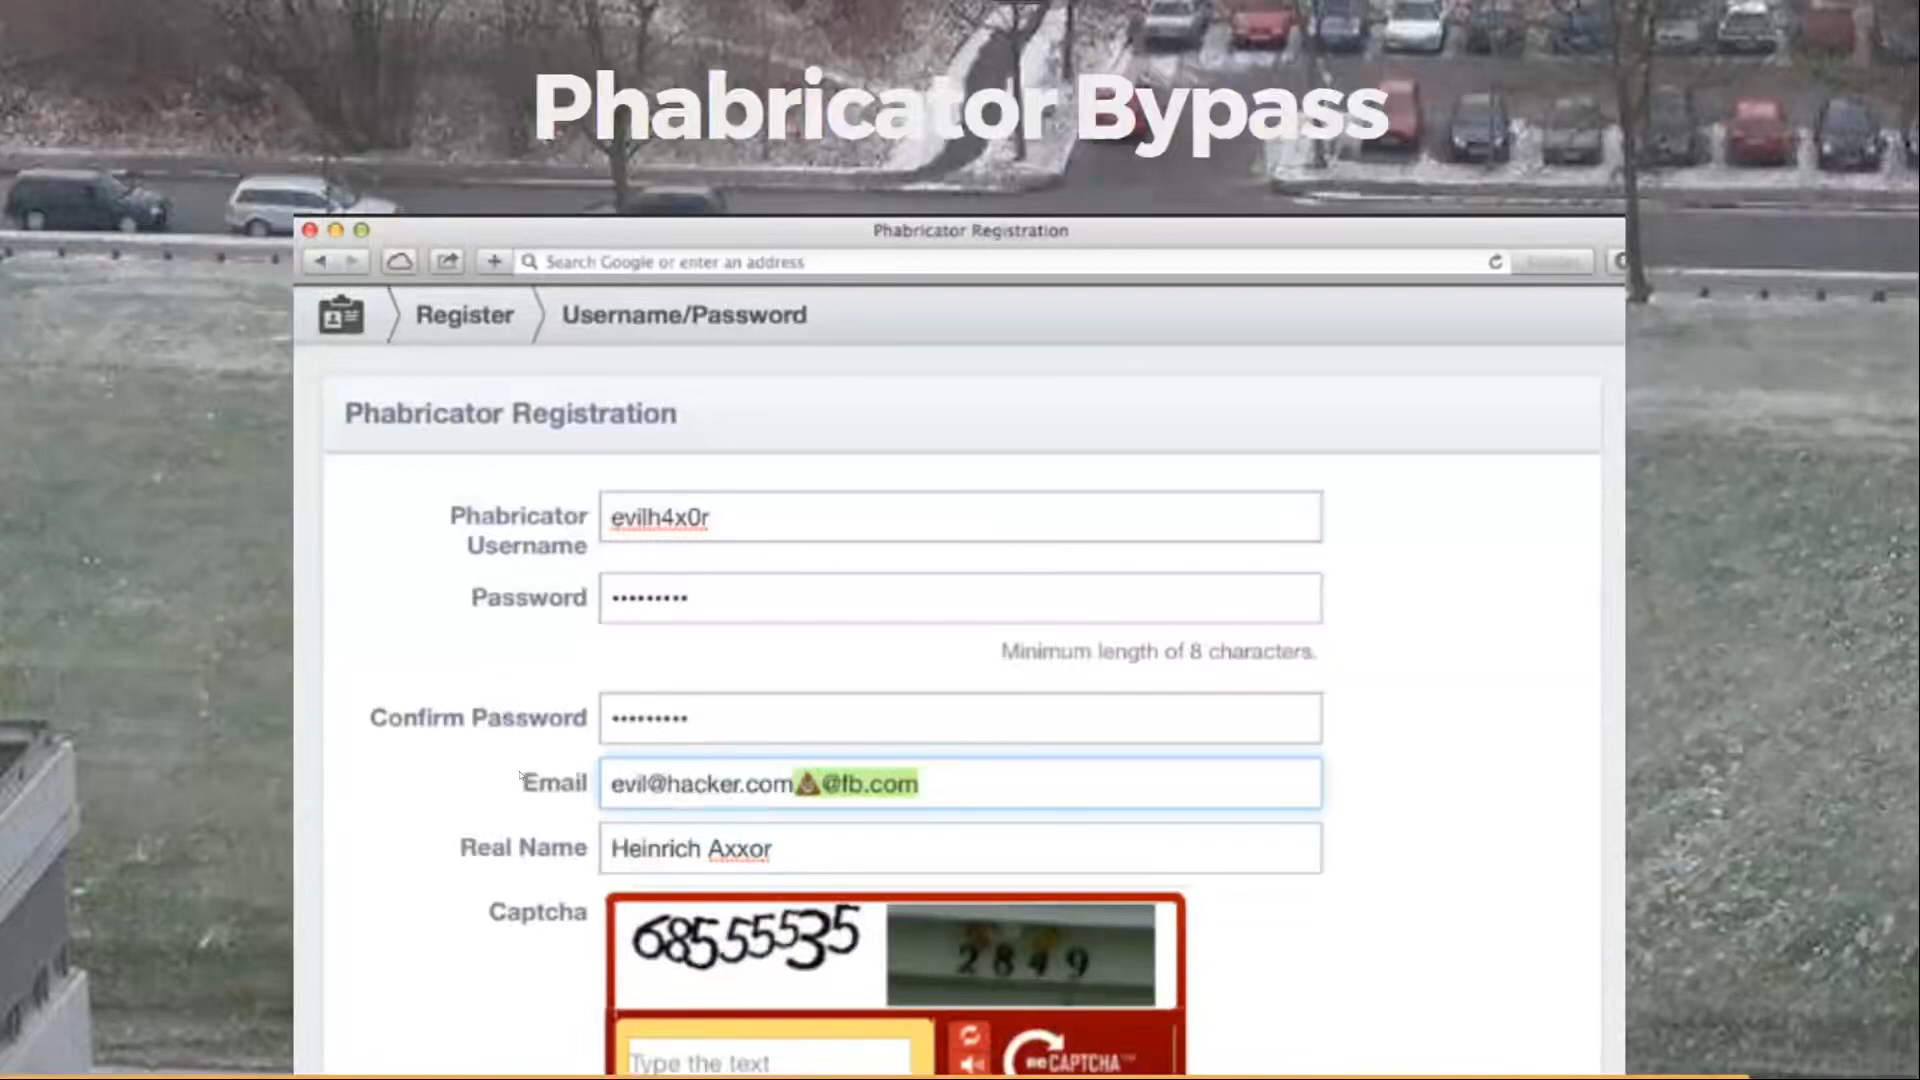 Phabricator Bypass
Phabricator Registration
Search Google or enter an address
Register
Username/Password
Phabricator Registration
Phabricator Username
evilh4x0r
Password
•••••••••
Minimum length of 8 characters.
Confirm Password
•••••••••
Email
evil@hacker.com💩@fb.com
Real Name
Heinrich Axxor
Captcha
68555535
2849
Type the text
reCAPTCHA™